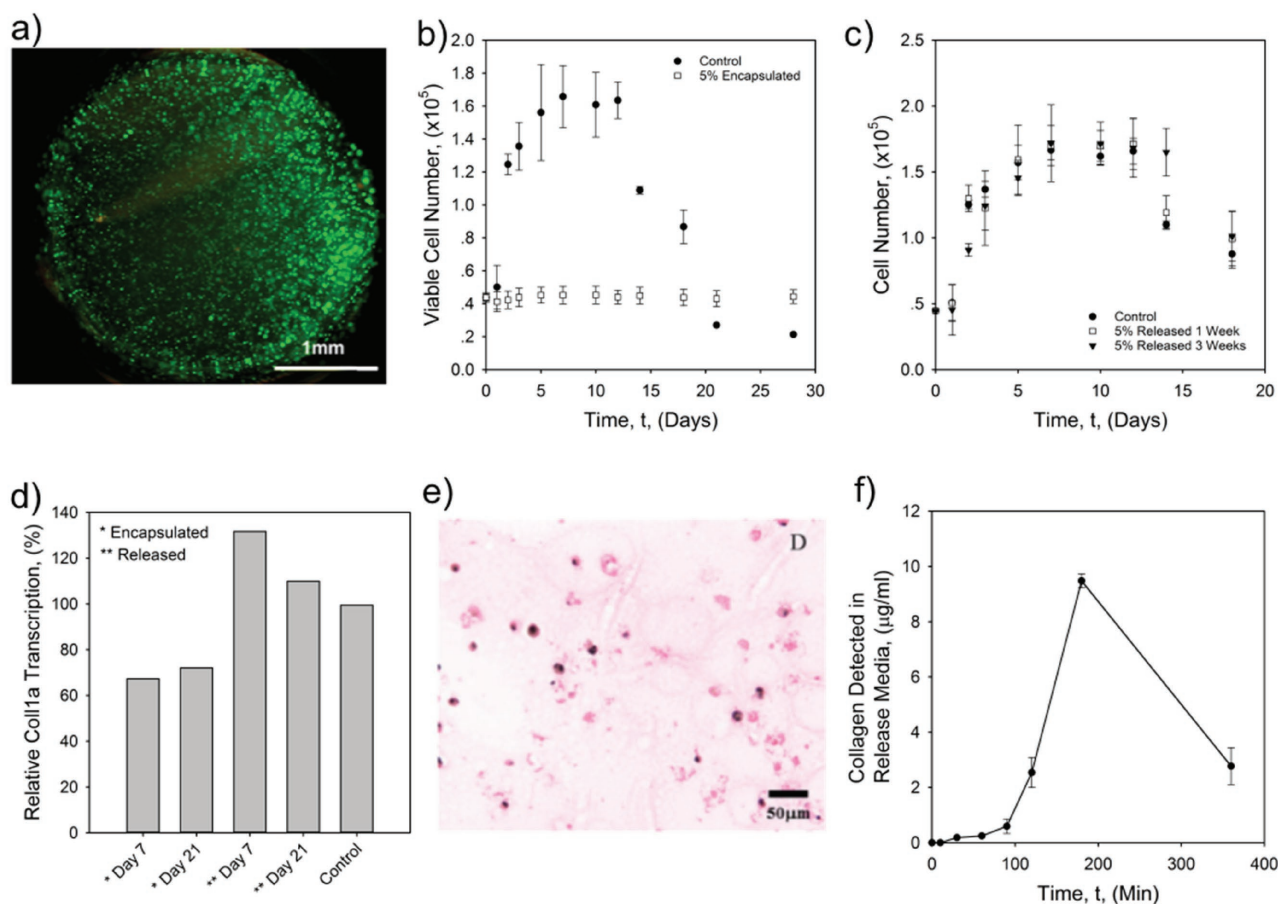 a)
1mm
b)
Viable Cell Number, (x10⁵)
2.0
1.8
1.6
1.4
1.2
1.0
.8
.6
.4
.2
0.0
Control
5% Encapsulated
0
5
10
15
20
25
30
Time, t, (Days)
c)
Cell Number, (x10⁵)
2.5
2.0
1.5
1.0
.5
0.0
Control
5% Released 1 Week
5% Released 3 Weeks
0
5
10
15
20
Time, t, (Days)
d)
Relative Coll1a Transcription, (%)
140
120
100
80
60
40
20
0
* Encapsulated
** Released
* Day 7
* Day 21
** Day 7
** Day 21
Control
e)
D
50μm
f)
Collagen Detected in
Release Media, (μg/ml)
12
10
8
6
4
2
0
0
100
200
300
400
Time, t, (Min)